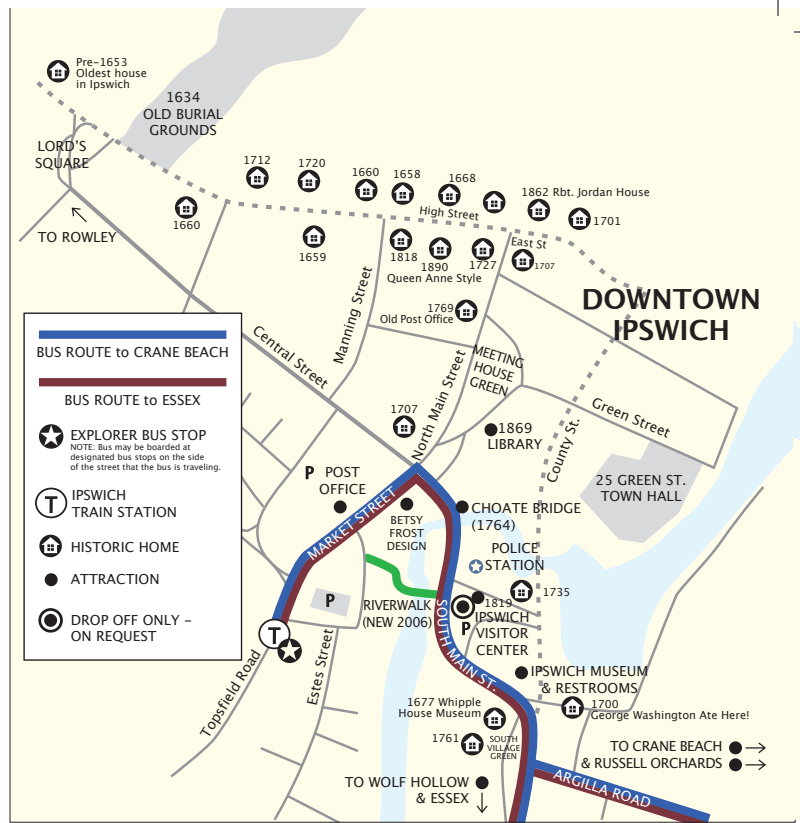 Pre-1653
Oldest house
in Ipswich
1634
OLD BURIAL
GROUNDS
LORD'S
SQUARE
TO ROWLEY
1660
1712
1720
1660
1658
1668
1862 Rbt. Jordan House
1701
High Street
East St
1659
1818
1890
Queen Anne Style
1727
1707
1769
Old Post Office
DOWNTOWN
IPSWICH
Manning Street
Central Street
North Main Street
MEETING
HOUSE
GREEN
Green Street
County St.
1707
1869
LIBRARY
25 GREEN ST.
TOWN HALL
BUS ROUTE to CRANE BEACH
BUS ROUTE to ESSEX
EXPLORER BUS STOP
NOTE: Bus may be boarded at
designated bus stops on the side
of the street that the bus is traveling.
T
IPSWICH
TRAIN STATION
HISTORIC HOME
ATTRACTION
DROP OFF ONLY –
ON REQUEST
P
POST
OFFICE
MARKET STREET
BETSY
FROST
DESIGN
CHOATE BRIDGE
(1764)
POLICE
STATION
P
RIVERWALK
(NEW 2006)
SOUTH MAIN ST.
1819
IPSWICH
VISITOR
CENTER
P
1735
T
Topsfield Road
Estes Street
IPSWICH MUSEUM
& RESTROOMS
1677 Whipple
House Museum
1700
George Washington Ate Here!
1761
SOUTH
VILLAGE
GREEN
TO CRANE BEACH
& RUSSELL ORCHARDS
TO WOLF HOLLOW
& ESSEX
ARGILLA ROAD